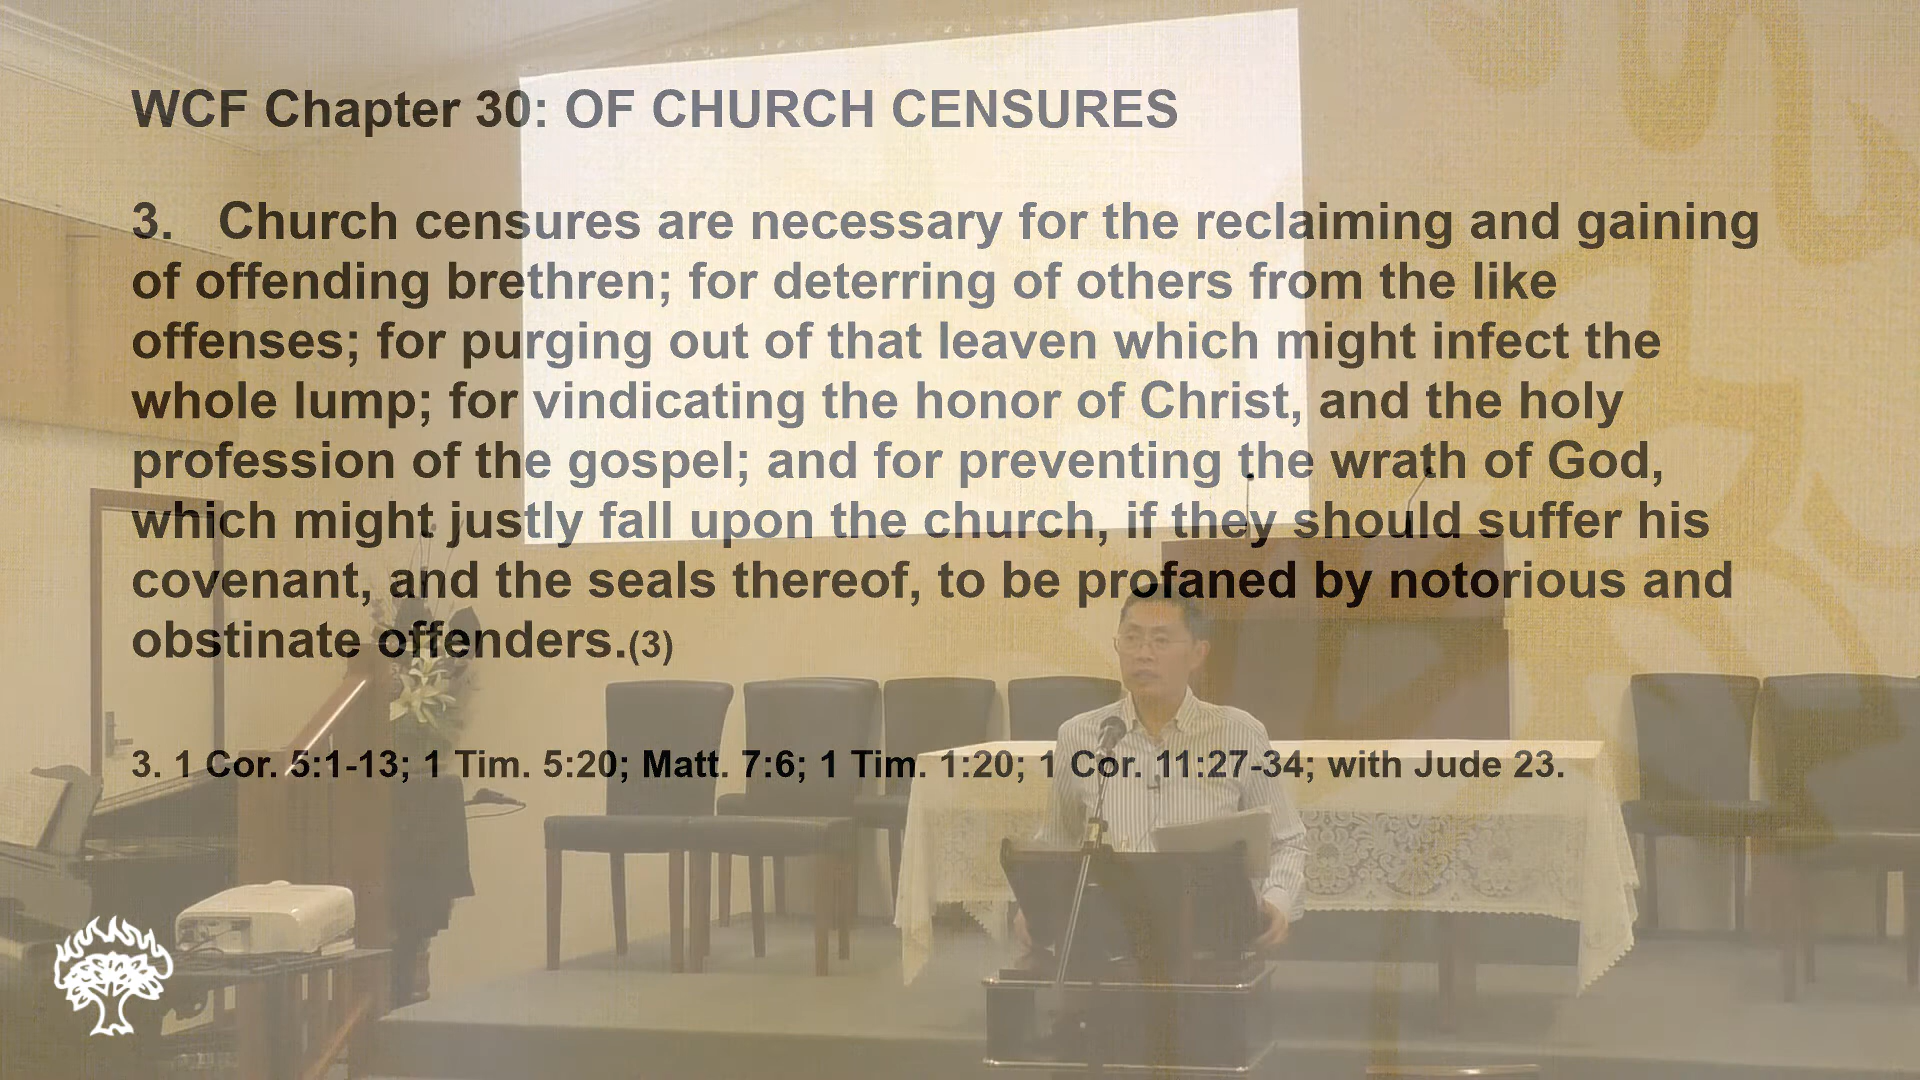 WCF Chapter 30: OF CHURCH CENSURES
3. Church censures are necessary for the reclaiming and gaining
of offending brethren; for deterring of others from the like
offenses; for purging out of that leaven which might infect the
whole lump; for vindicating the honor of Christ, and the holy
profession of the gospel; and for preventing the wrath of God,
which might justly fall upon the church, if they should suffer his
covenant, and the seals thereof, to be profaned by notorious and
obstinate offenders.(3)
3. 1 Cor. 5:1-13; 1 Tim. 5:20; Matt. 7:6; 1 Tim. 1:20; 1 Cor. 11:27-34; with Jude 23.